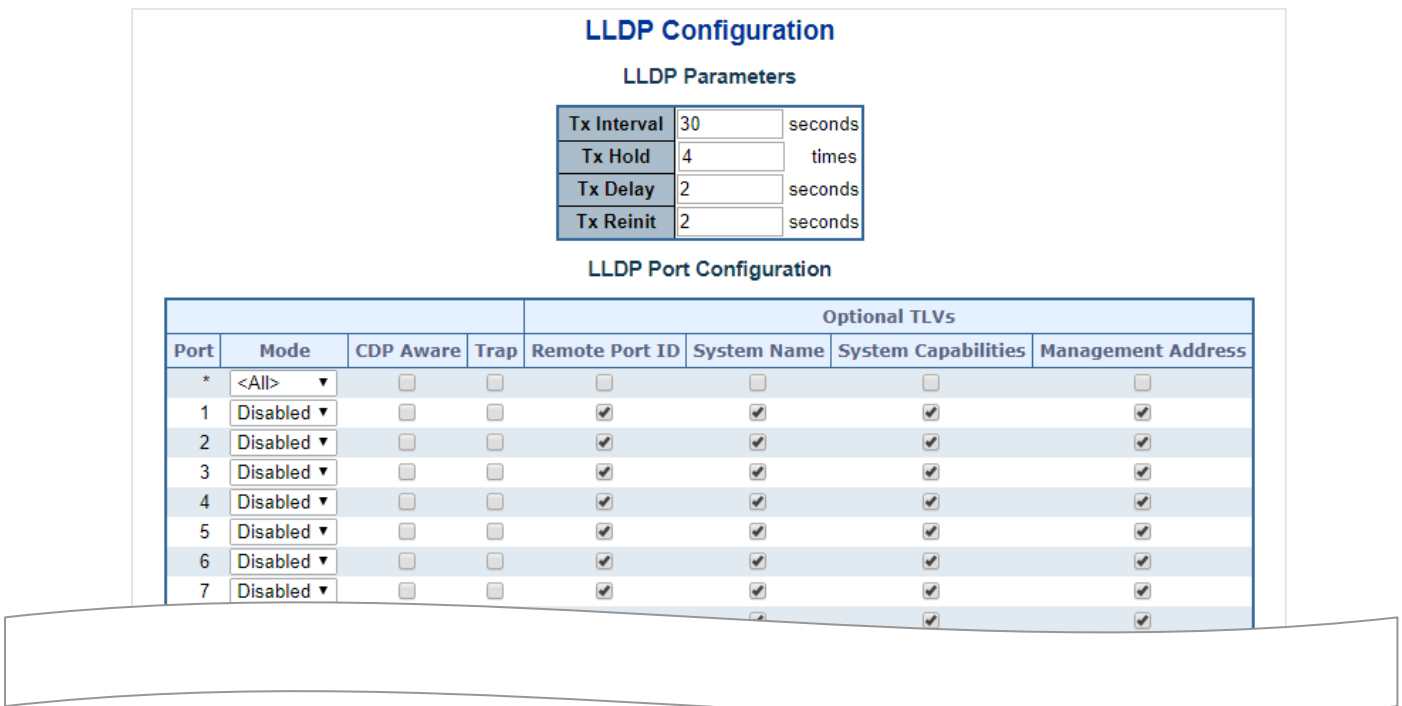 LLDP Configuration
LLDP Parameters
Tx Interval 30 seconds
Tx Hold 4 times
Tx Delay 2 seconds
Tx Reinit 2 seconds
LLDP Port Configuration
Optional TLVs
Port Mode CDP Aware Trap Remote Port ID System Name System Capabilities Management Address
* <All>
1 Disabled
2 Disabled
3 Disabled
4 Disabled
5 Disabled
6 Disabled
7 Disabled